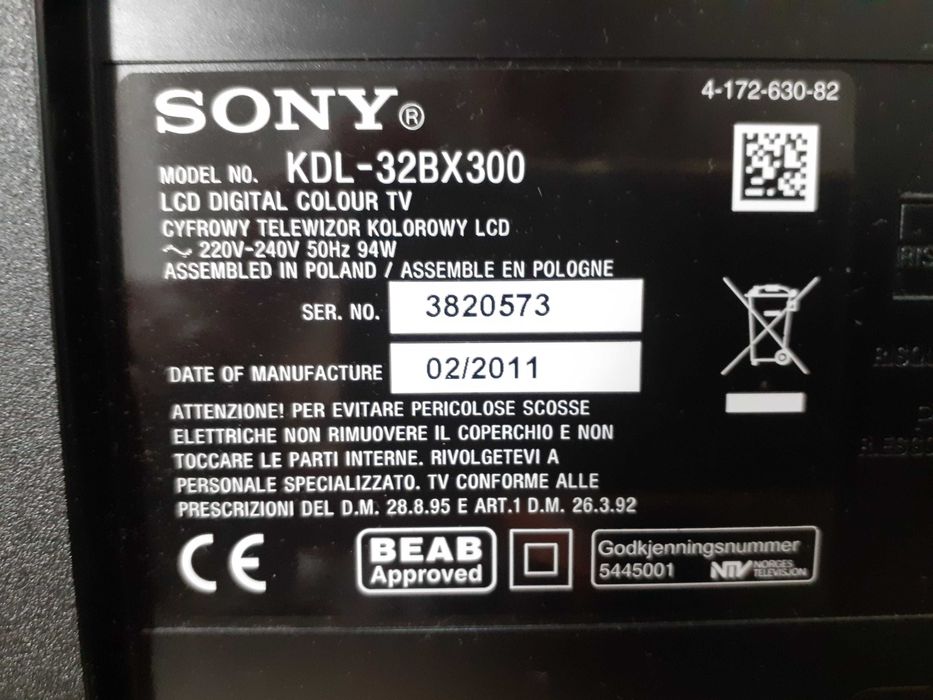 SONY®
4-172-630-82
MODEL NO. KDL-32BX300
LCD DIGITAL COLOUR TV
CYFROWY TELEWIZOR KOLOROWY LCD
~ 220V-240V 50Hz 94W
ASSEMBLED IN POLAND / ASSEMBLE EN POLOGNE
SER. NO. 3820573
DATE OF MANUFACTURE 02/2011
ATTENZIONE! PER EVITARE PERICOLOSE SCOSSE
ELETTRICHE NON RIMUOVERE IL COPERCHIO E NON
TOCCARE LE PARTI INTERNE. RIVOLGETEVI A
PERSONALE SPECIALIZZATO. TV CONFORME ALLE
PRESCRIZIONI DEL D.M. 28.8.95 E ART.1 D.M. 26.3.92
CE
BEAB
Approved
Godkjenningsnummer
5445001 NTV NORGES
TELEVISJON